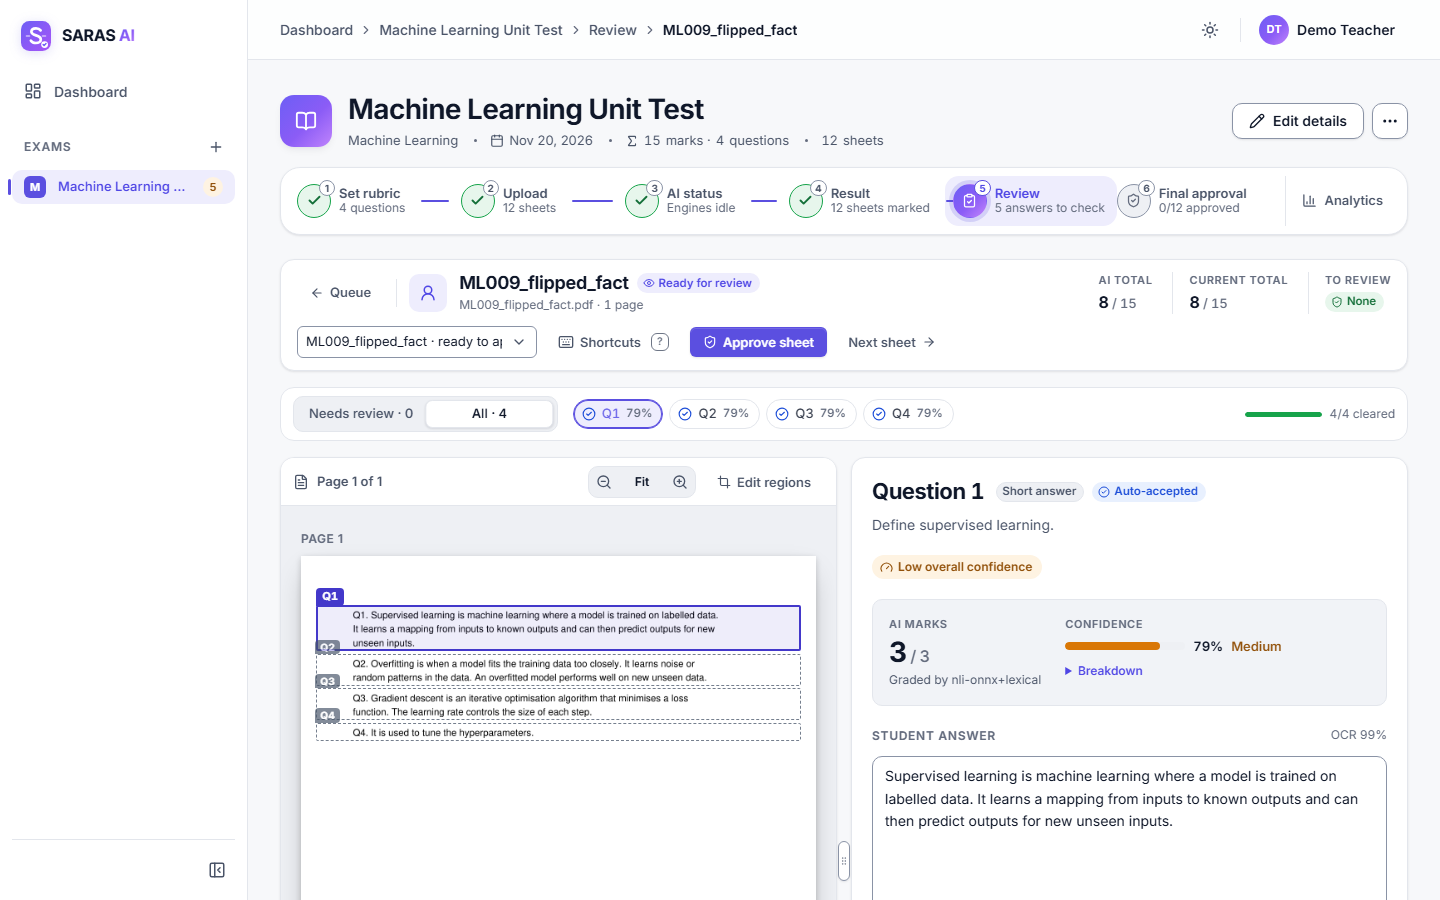 SARAS AI
Dashboard
EXAMS
M Machine Learning ... 5
Dashboard > Machine Learning Unit Test > Review > ML009_flipped_fact
DT Demo Teacher
Machine Learning Unit Test
Machine Learning • Nov 20, 2026 • 15 marks · 4 questions • 12 sheets
Edit details
1 Set rubric
4 questions
2 Upload
12 sheets
3 AI status
Engines idle
4 Result
12 sheets marked
5 Review
5 answers to check
6 Final approval
0/12 approved
Analytics
Queue
ML009_flipped_fact Ready for review
ML009_flipped_fact.pdf · 1 page
AI TOTAL
8 / 15
CURRENT TOTAL
8 / 15
TO REVIEW
None
ML009_flipped_fact · ready to a
Shortcuts ?
Approve sheet
Next sheet
Needs review · 0
All · 4
Q1 79%
Q2 79%
Q3 79%
Q4 79%
4/4 cleared
Page 1 of 1
Fit
Edit regions
PAGE 1
Q1
Q1. Supervised learning is machine learning where a model is trained on labelled data.
It learns a mapping from inputs to known outputs and can then predict outputs for new
unseen inputs.
Q2
Q2. Overfitting is when a model fits the training data too closely. It learns noise or
random patterns in the data. An overfitted model performs well on new unseen data.
Q3
Q3. Gradient descent is an iterative optimisation algorithm that minimises a loss
function. The learning rate controls the size of each step.
Q4
Q4. It is used to tune the hyperparameters.
Question 1 Short answer Auto-accepted
Define supervised learning.
Low overall confidence
AI MARKS
3 / 3
Graded by nli-onnx+lexical
CONFIDENCE
79% Medium
Breakdown
STUDENT ANSWER
OCR 99%
Supervised learning is machine learning where a model is trained on
labelled data. It learns a mapping from inputs to known outputs and can
then predict outputs for new unseen inputs.